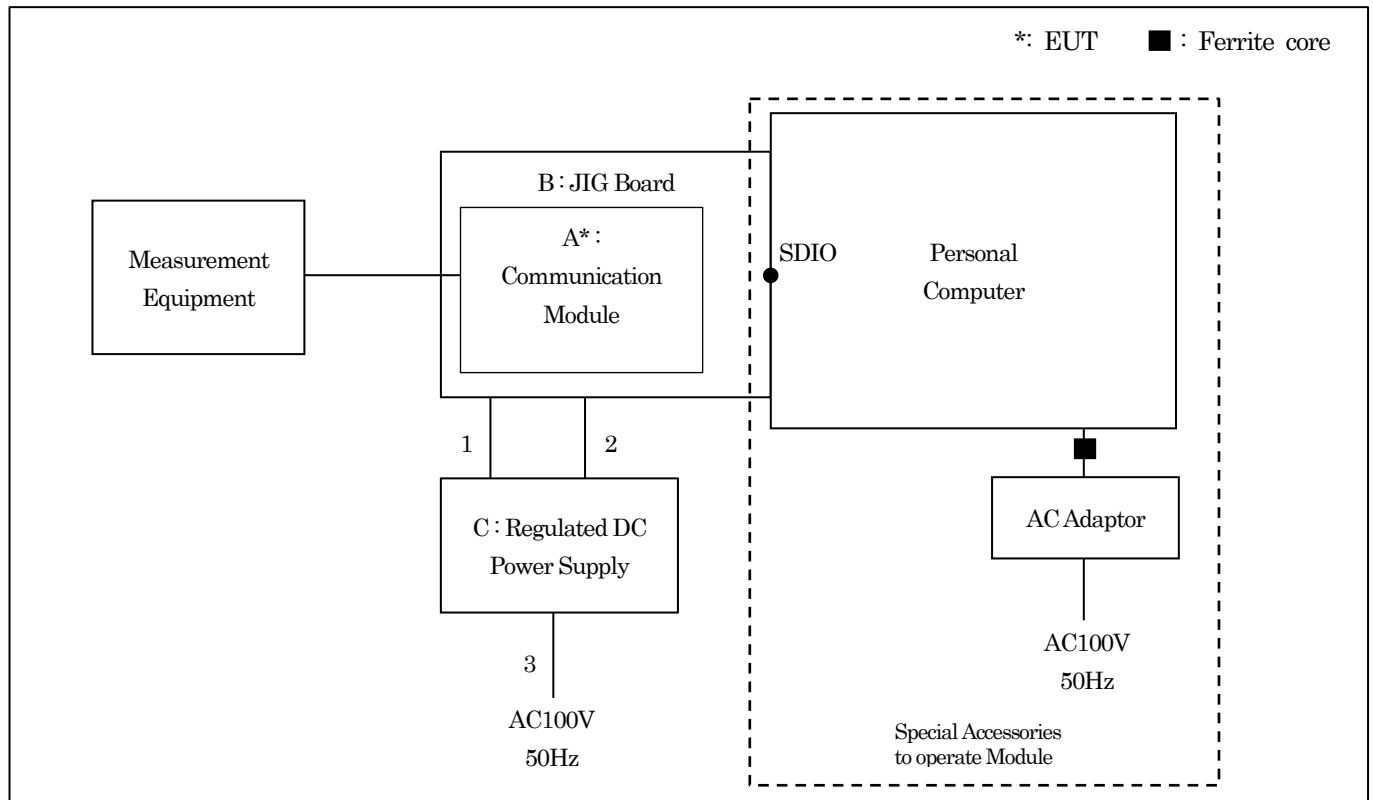 *: EUT ■ : Ferrite core
B : JIG Board
A* :
Communication
Module
Measurement
Equipment
SDIO
Personal
Computer
1
2
C : Regulated DC
Power Supply
AC Adaptor
3
AC100V
50Hz
AC100V
50Hz
Special Accessories
to operate Module